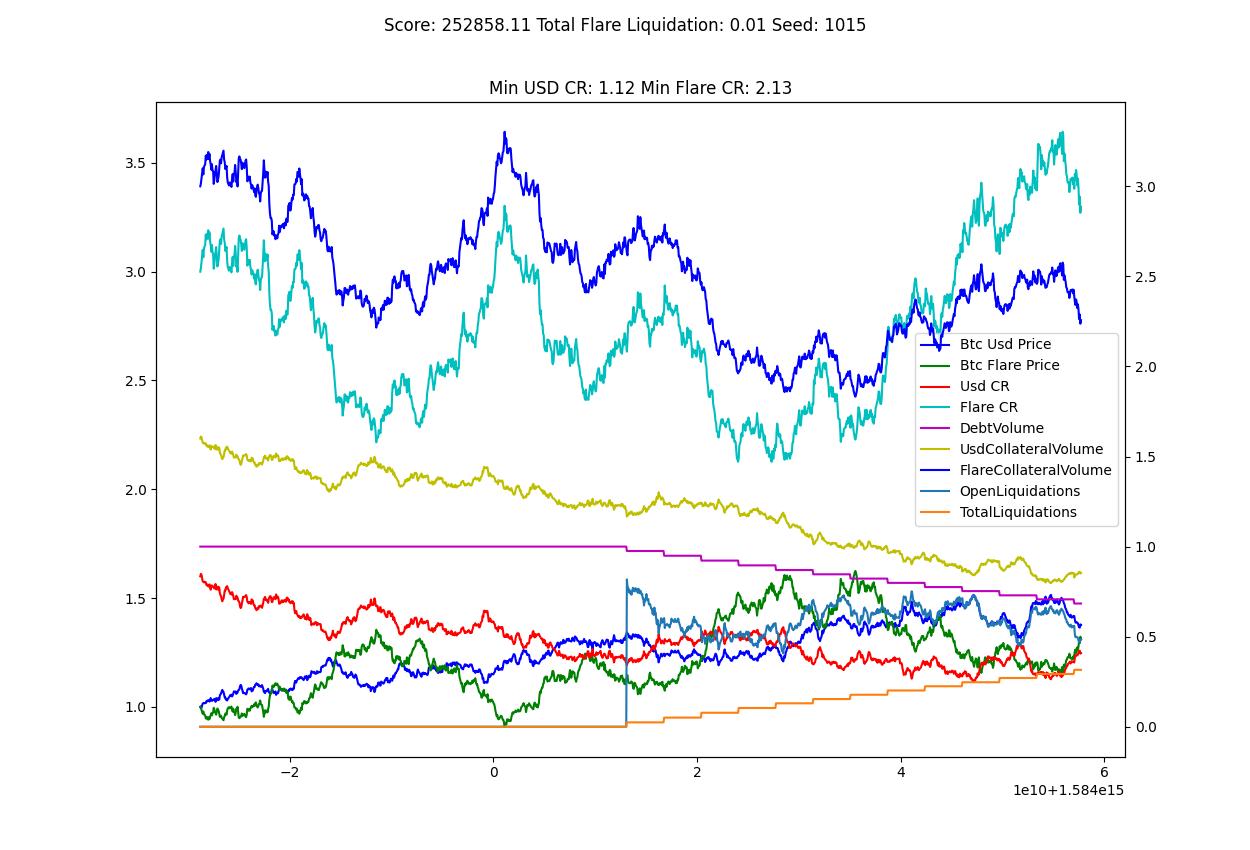 Score: 252858.11 Total Flare Liquidation: 0.01 Seed: 1015
Min USD CR: 1.12 Min Flare CR: 2.13
3.5
3.0
2.5
2.0
1.5
1.0
3.0
2.5
2.0
1.5
1.0
0.5
0.0
Btc Usd Price
Btc Flare Price
Usd CR
Flare CR
DebtVolume
UsdCollateralVolume
FlareCollateralVolume
OpenLiquidations
TotalLiquidations
−2 0 2 4 6
1e10+1.584e15